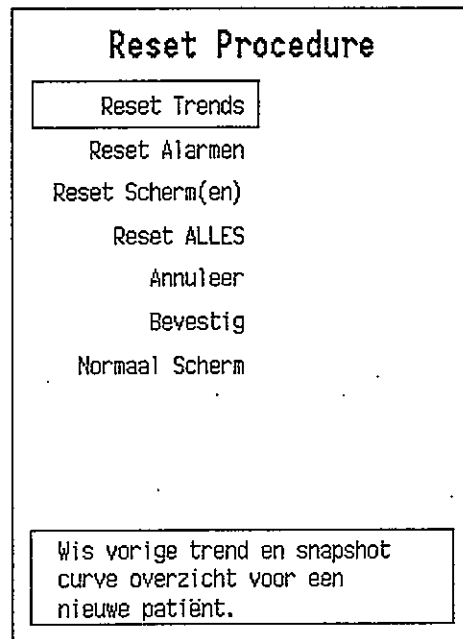 Reset Procedure
Reset Trends
Reset Alarmen
Reset Scherm(en)
Reset ALLES
Annuleer
Bevestig
Normaal Scherm
Wis vorige trend en snapshot
curve overzicht voor een
nieuwe patiënt.